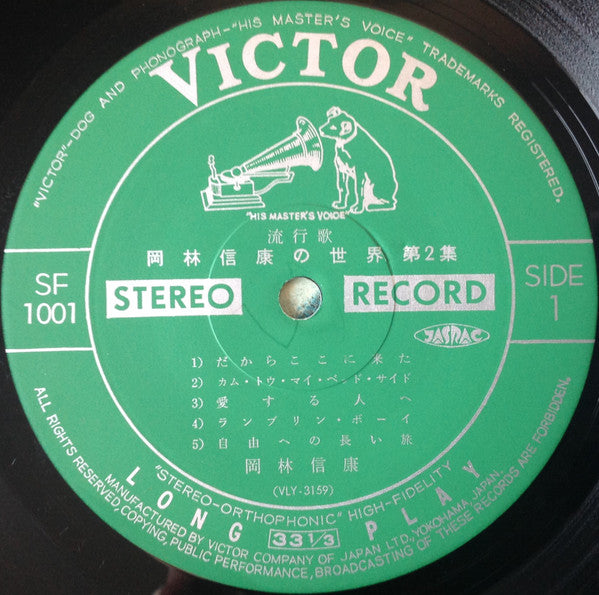 "VICTOR"–DOG AND PHONOGRAPH–"HIS MASTER'S VOICE" TRADEMARKS REGISTERED.
VICTOR
"HIS MASTER'S VOICE"
流行歌
岡林信康の世界 第2集
SF
1001
STEREO RECORD
SIDE
1
JASRAC
1) だからここに来た
2) カム・トウ・マイ・ベッド・サイド
3) 愛する人へ
4) ランブリン・ボーイ
5) 自由への長い旅
岡林信康
(VLY-3159)
"STEREO-ORTHOPHONIC" HIGH-FIDELITY
LONG 33 1/3 PLAY
MANUFACTURED BY VICTOR COMPANY OF JAPAN LTD., YOKOHAMA, JAPAN.
ALL RIGHTS RESERVED, COPYING, PUBLIC PERFORMANCE, BROADCASTING OF THESE RECORDS ARE FORBIDDEN.